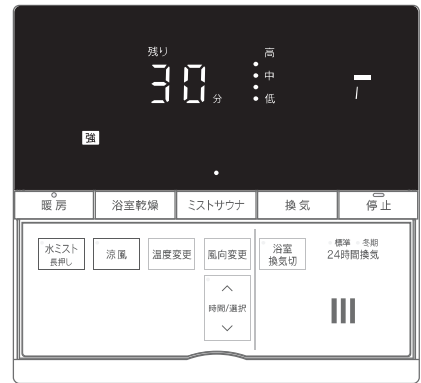 残り
30分
高
中
低
強
暖房
浴室乾燥
ミストサウナ
換気
停止
水ミスト
長押し
涼風
温度変更
風向変更
浴室
換気切
標準 冬期
24時間換気
時間/選択